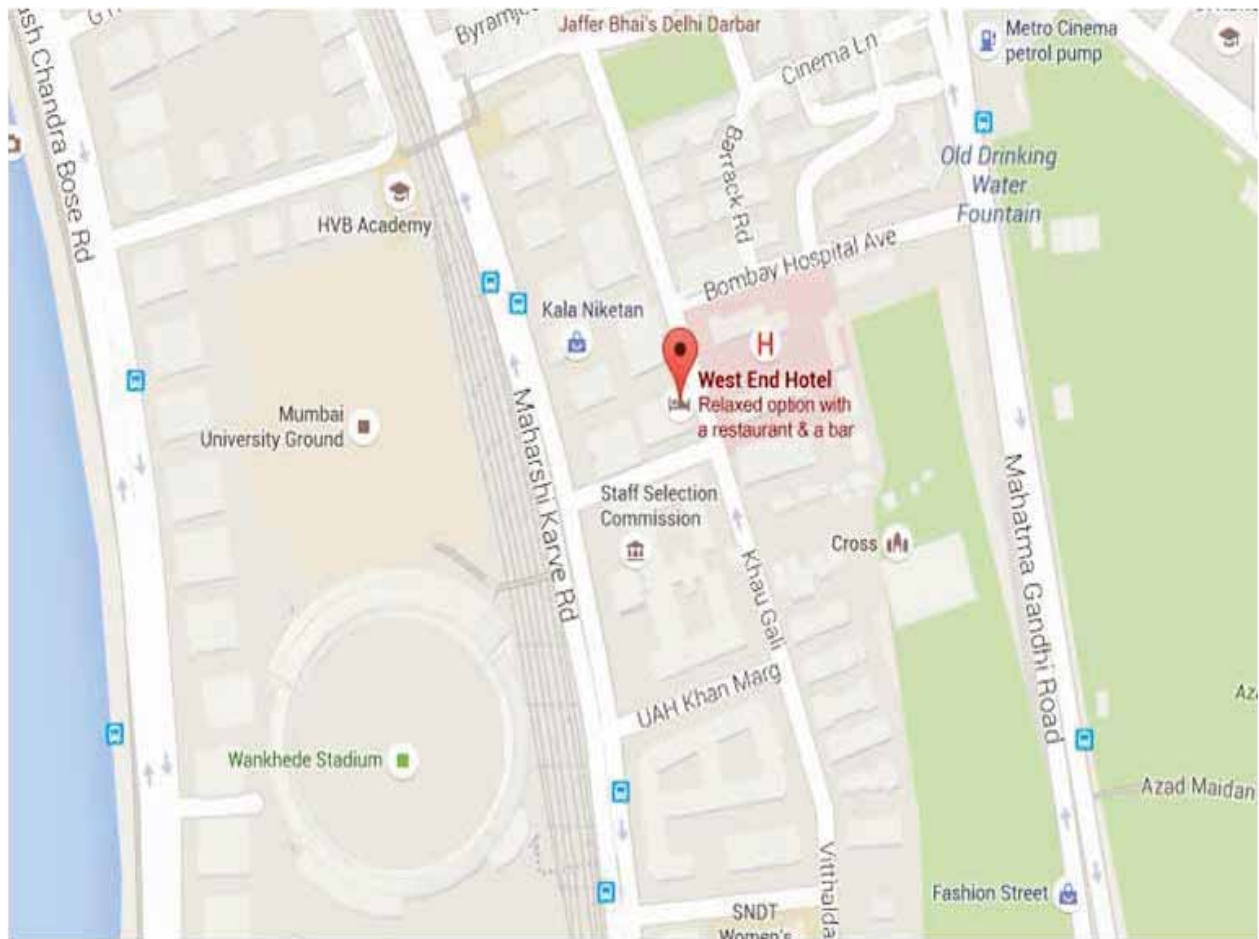 Jaffer Bhai's Delhi Darbar
Metro Cinema
petrol pump
Cinema Ln
Barrack Rd
Old Drinking
Water
Fountain
ush Chandra Bose Rd
HVB Academy
Bombay Hospital Ave
Kala Niketan
H
West End Hotel
Relaxed option with
a restaurant & a bar
Mumbai
University Ground
Maharshi Karve Rd
Staff Selection
Commission
Cross
Khau Gali
Mahatma Gandhi Road
UAH Khan Marg
Wankhede Stadium
Azad Maidan
Vitthalda
Fashion Street
SNDT
Women's